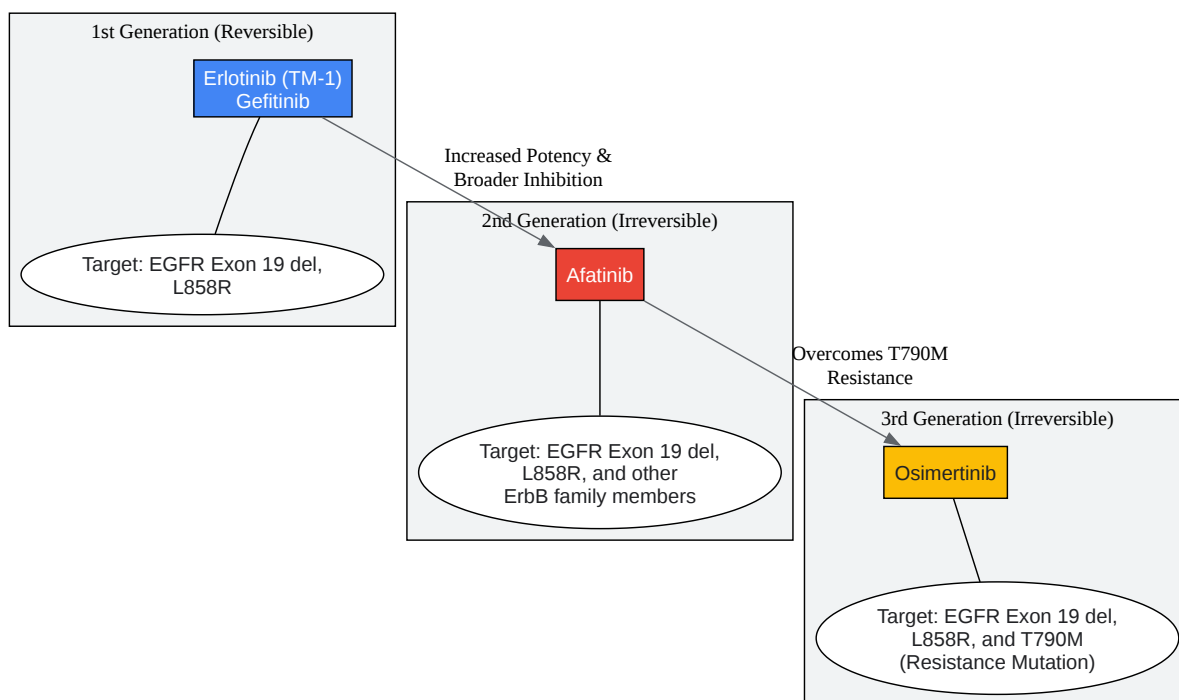 1st Generation (Reversible)
Erlotinib (TM-1)
Gefitinib
Target: EGFR Exon 19 del,
L858R
Increased Potency &
Broader Inhibition
2nd Generation (Irreversible)
Afatinib
Target: EGFR Exon 19 del,
L858R, and other
ErbB family members
Overcomes T790M
Resistance
3rd Generation (Irreversible)
Osimertinib
Target: EGFR Exon 19 del,
L858R, and T790M
(Resistance Mutation)